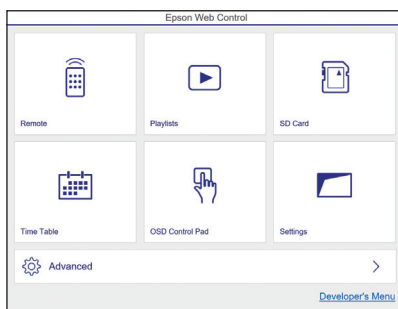 Epson Web Control
Remote
Playlists
SD Card
Time Table
OSD Control Pad
Settings
Advanced
Developer's Menu